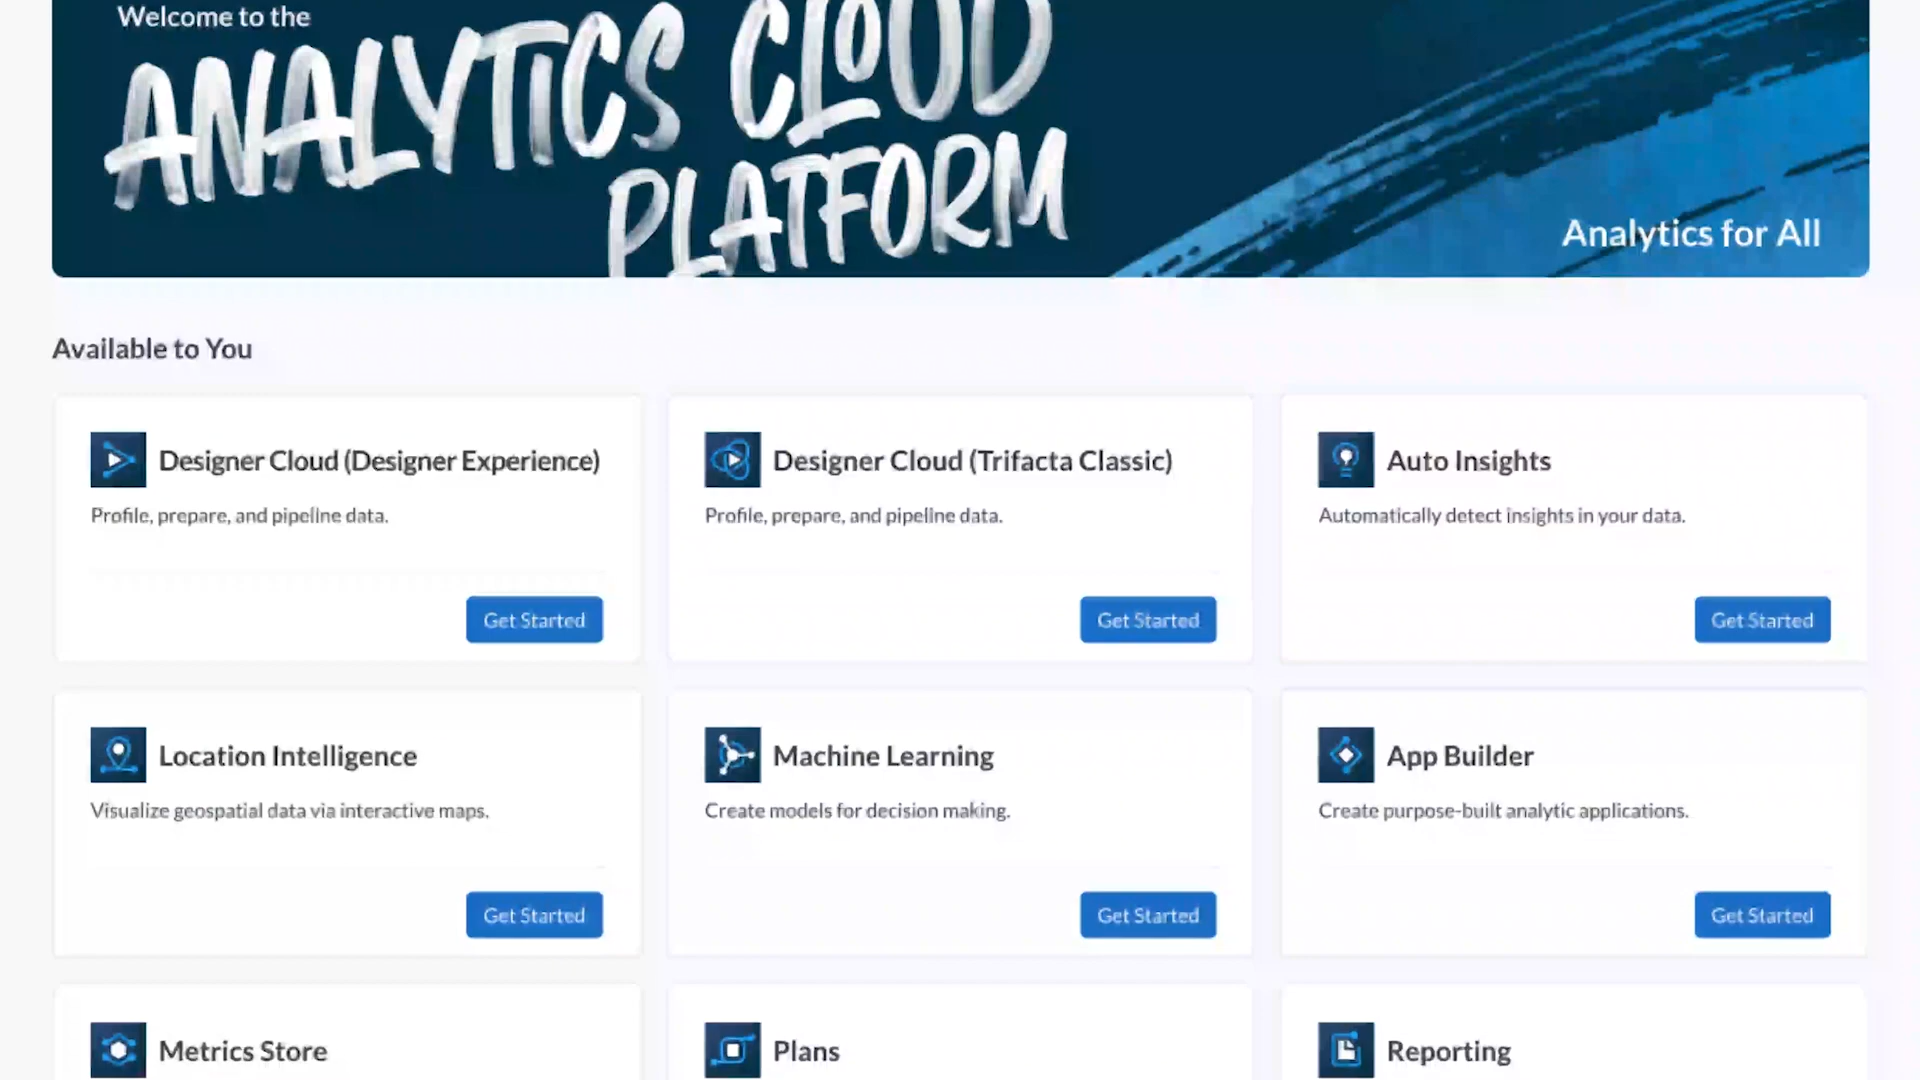 Welcome to the
ANALYTICS CLOUD
PLATFORM
Analytics for All
Available to You
Designer Cloud (Designer Experience)
Profile, prepare, and pipeline data.
Get Started
Designer Cloud (Trifacta Classic)
Profile, prepare, and pipeline data.
Get Started
Auto Insights
Automatically detect insights in your data.
Get Started
Location Intelligence
Visualize geospatial data via interactive maps.
Get Started
Machine Learning
Create models for decision making.
Get Started
App Builder
Create purpose-built analytic applications.
Get Started
Metrics Store
Plans
Reporting